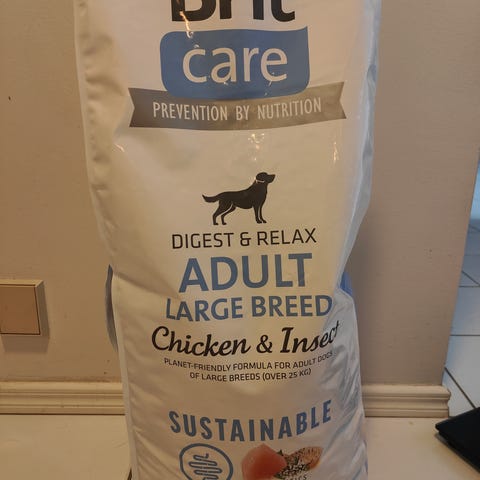 Brit
care
PREVENTION BY NUTRITION
DIGEST & RELAX
ADULT
LARGE BREED
Chicken & Insect
PLANET-FRIENDLY FORMULA FOR ADULT DOGS
OF LARGE BREEDS (OVER 25 KG)
SUSTAINABLE